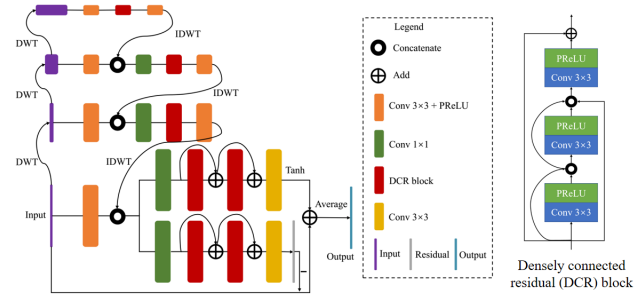 DWT
IDWT
DWT
IDWT
DWT
IDWT
Input
Tanh
Average
Output
Legend
Concatenate
Add
Conv 3×3 + PReLU
Conv 1×1
DCR block
Conv 3×3
Input
Residual
Output
PReLU
Conv 3×3
PReLU
Conv 3×3
PReLU
Conv 3×3
Densely connected
residual (DCR) block